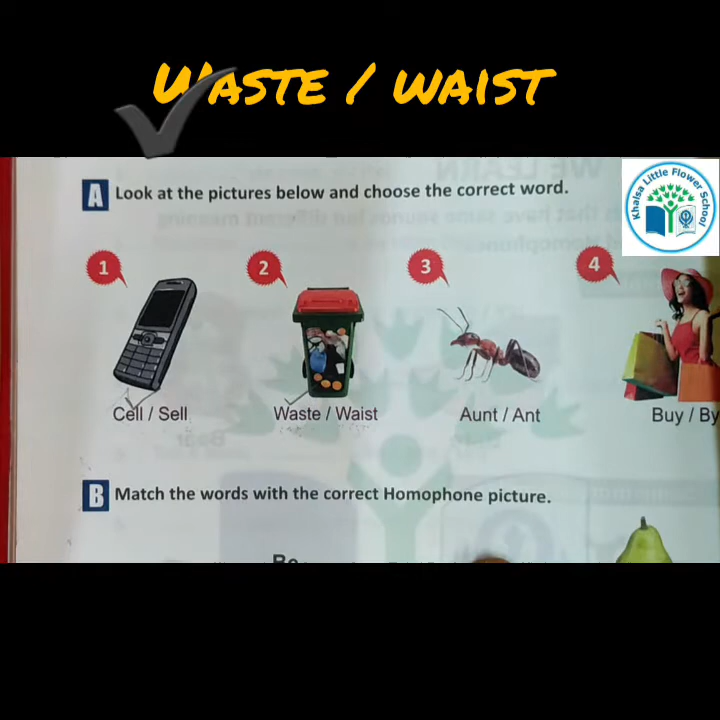 WASTE / WAIST
Khalsa Little Flower School
A Look at the pictures below and choose the correct word.
1 2 3 4
Cell / Sell Waste / Waist Aunt / Ant Buy / By
B Match the words with the correct Homophone picture.